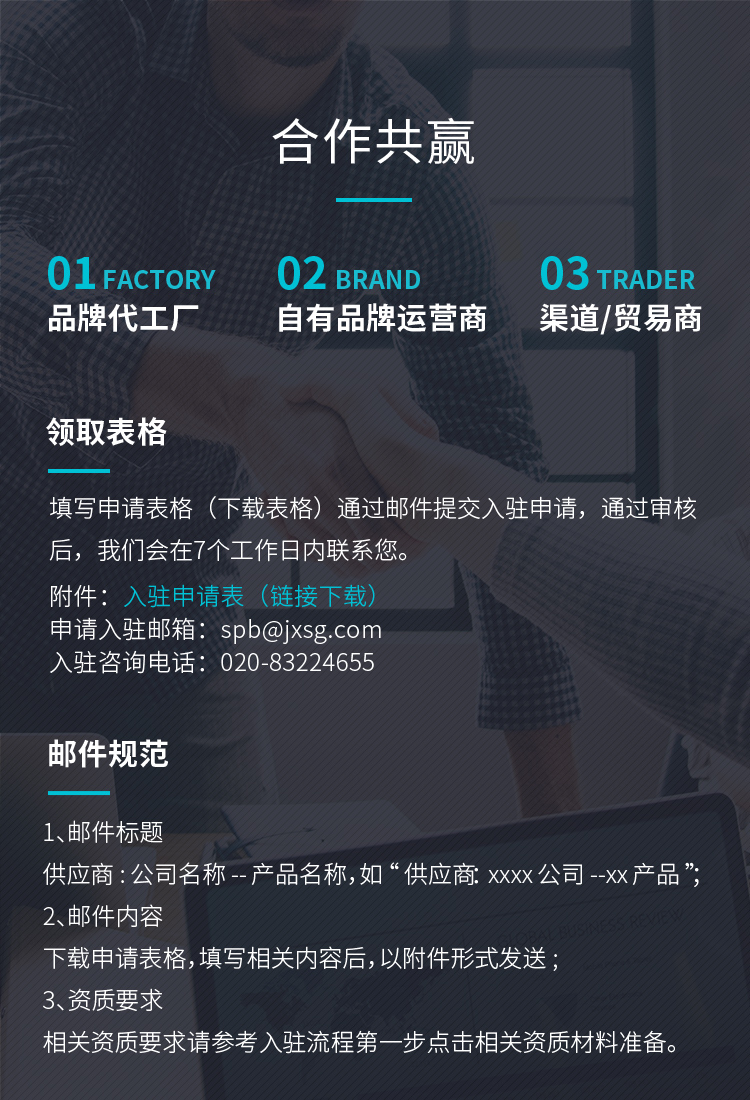 合作共赢
01 FACTORY
品牌代工厂
02 BRAND
自有品牌运营商
03 TRADER
渠道/贸易商
领取表格
填写申请表格（下载表格）通过邮件提交入驻申请，通过审核
后，我们会在7个工作日内联系您。
附件：入驻申请表（链接下载）
申请入驻邮箱：spb@jxsg.com
入驻咨询电话：020-83224655
邮件规范
1、邮件标题
供应商 : 公司名称 -- 产品名称，如 “ 供应商：xxxx 公司 --xx 产品 ”；
2、邮件内容
下载申请表格，填写相关内容后，以附件形式发送 ;
3、资质要求
相关资质要求请参考入驻流程第一步点击相关资质材料准备。